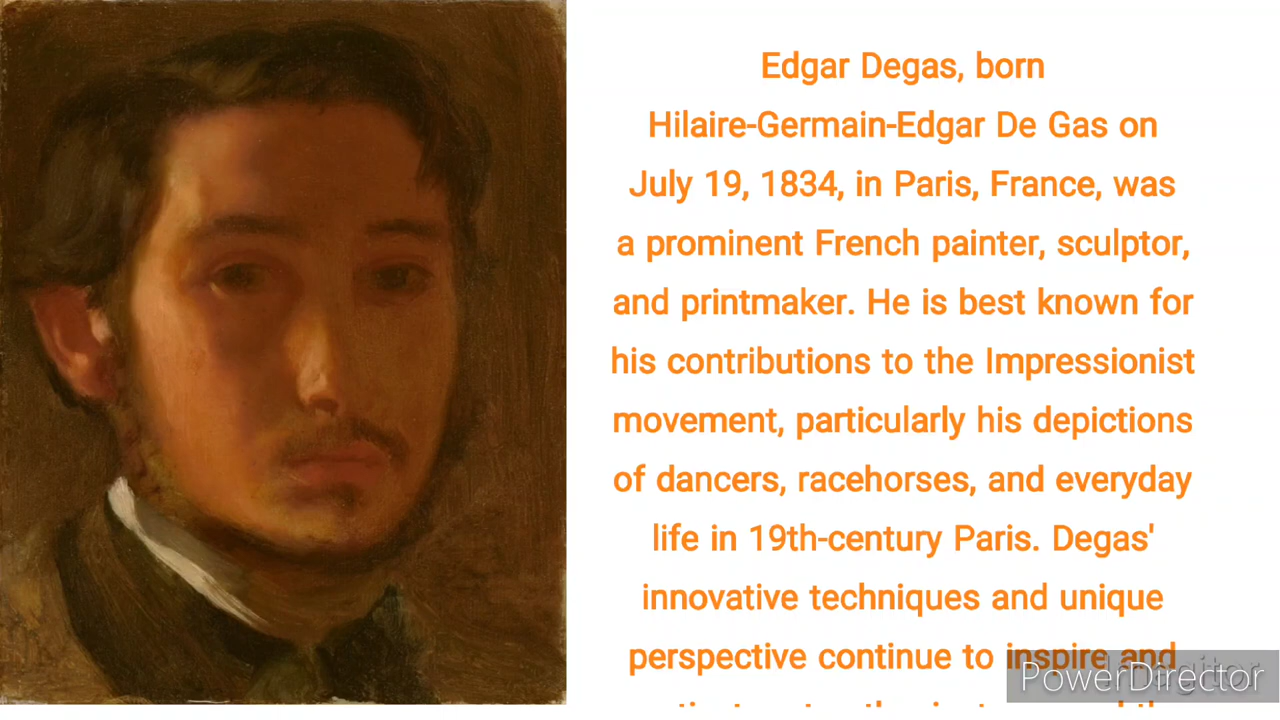 Edgar Degas, born
Hilaire-Germain-Edgar De Gas on
July 19, 1834, in Paris, France, was
a prominent French painter, sculptor,
and printmaker. He is best known for
his contributions to the Impressionist
movement, particularly his depictions
of dancers, racehorses, and everyday
life in 19th-century Paris. Degas'
innovative techniques and unique
perspective continue to inspire and
PowerDirector